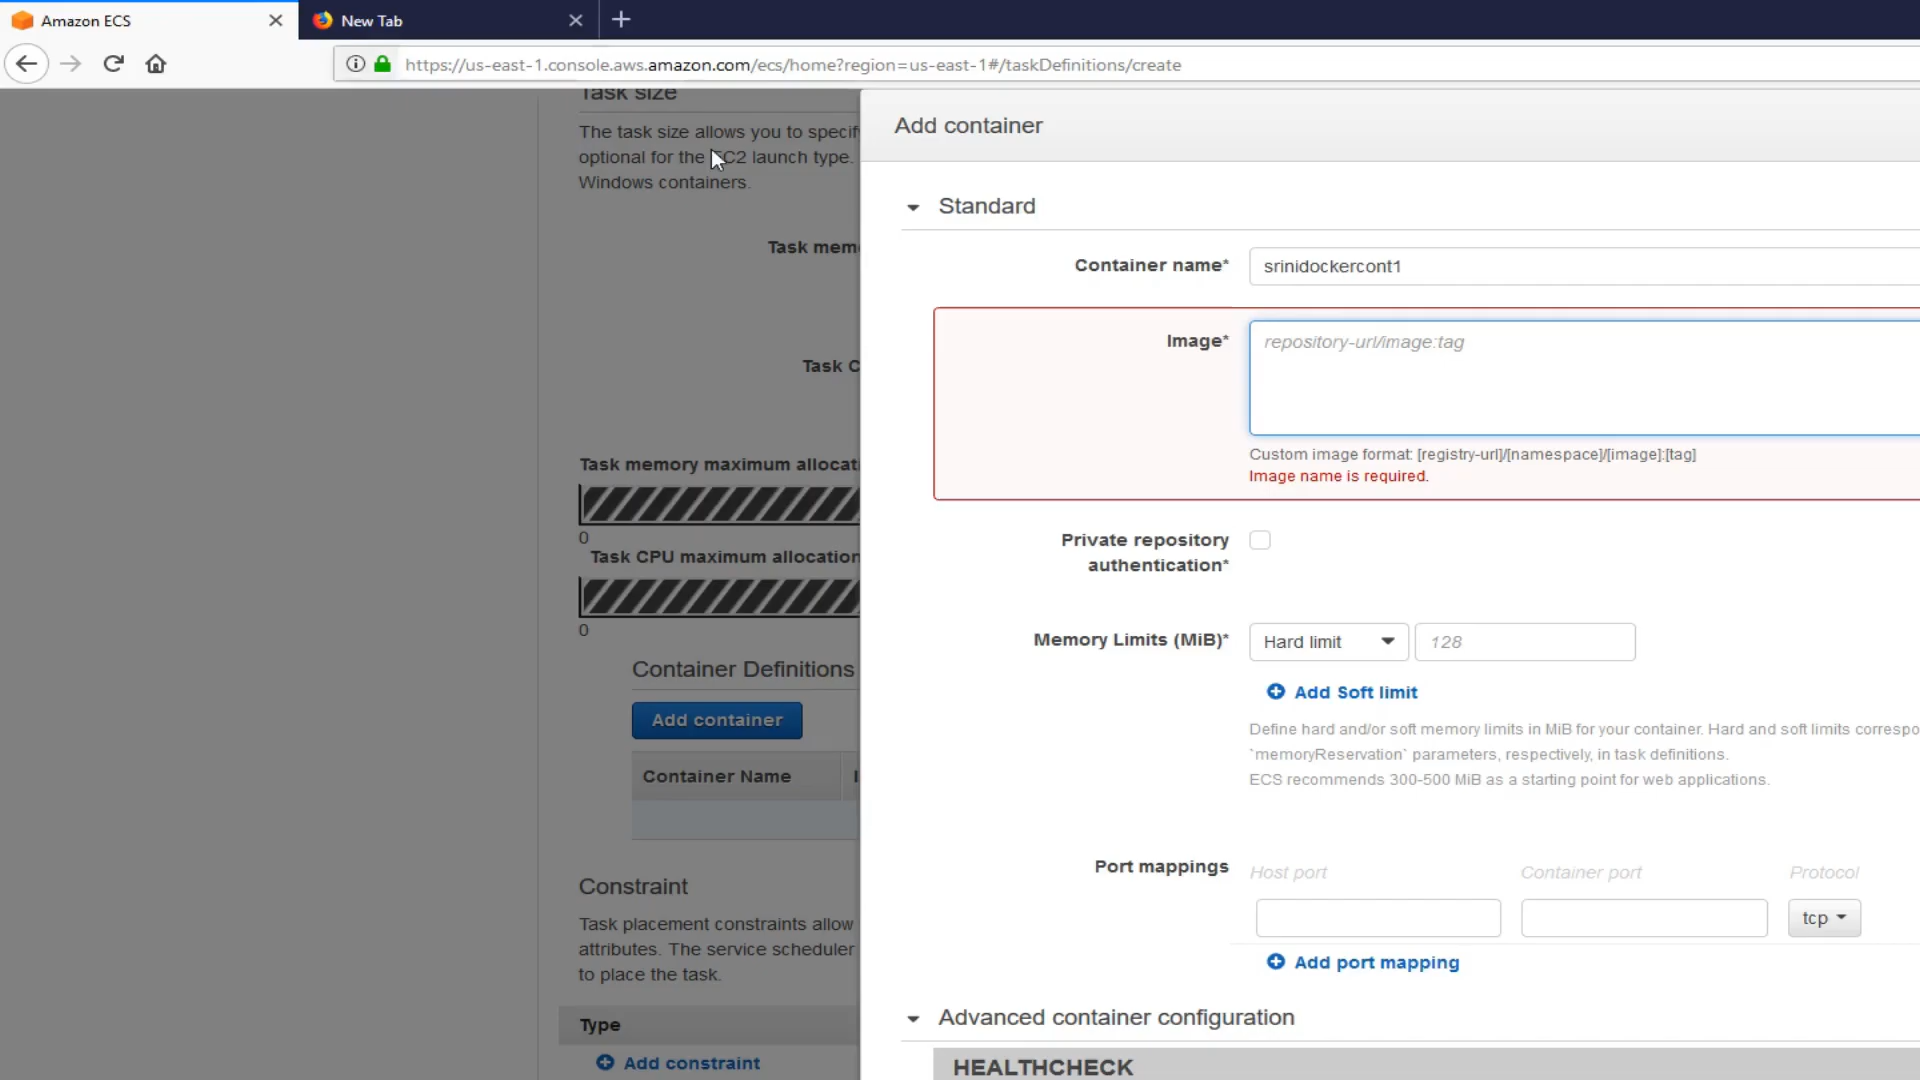 Amazon ECS
New Tab
https://us-east-1.console.aws.amazon.com/ecs/home?region=us-east-1#/taskDefinitions/create
Task size
The task size allows you to specif
optional for the EC2 launch type.
Windows containers.
Task mem
Task C
Task memory maximum allocat
0
Task CPU maximum allocation
0
Container Definitions
Add container
Container Name
Constraint
Task placement constraints allow
attributes. The service scheduler
to place the task.
Type
Add constraint
Add container
Standard
Container name*
srinidockercont1
Image*
repository-url/image:tag
Custom image format: [registry-url]/[namespace]/[image]:[tag]
Image name is required.
Private repository
authentication*
Memory Limits (MiB)*
Hard limit
128
Add Soft limit
Define hard and/or soft memory limits in MiB for your container. Hard and soft limits correspo
`memoryReservation` parameters, respectively, in task definitions.
ECS recommends 300-500 MiB as a starting point for web applications.
Port mappings
Host port
Container port
Protocol
tcp
Add port mapping
Advanced container configuration
HEALTHCHECK